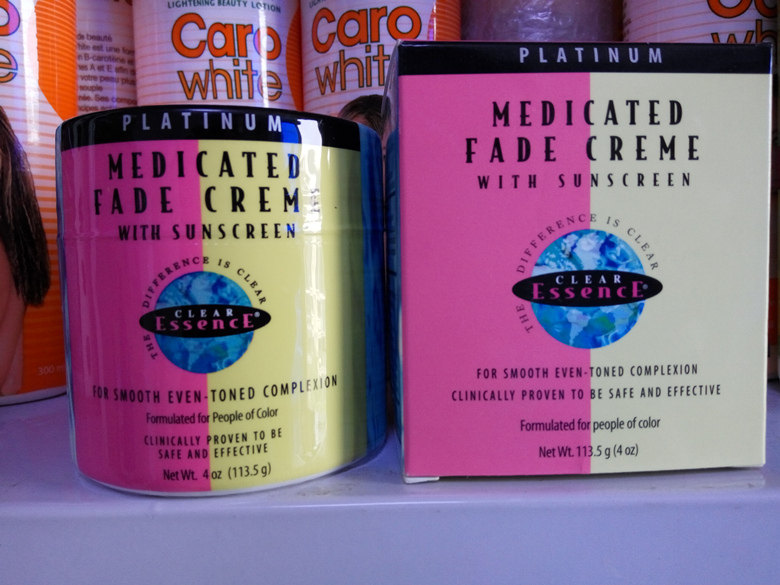 LIGHTENING BEAUTY LOTION
Caro
white
Caro
white
300 m
PLATINUM
MEDICATED
FADE CREM
WITH SUNSCREEN
THE DIFFERENCE IS CLEAR
CLEAR
EssencE®
FOR SMOOTH EVEN-TONED COMPLEXION
Formulated for People of Color
CLINICALLY PROVEN TO BE
SAFE AND EFFECTIVE
Net Wt. 4 oz (113.5 g)
PLATINUM
MEDICATED
FADE CREME
WITH SUNSCREEN
THE DIFFERENCE IS CLEAR
CLEAR
EssencE®
FOR SMOOTH EVEN-TONED COMPLEXION
CLINICALLY PROVEN TO BE SAFE AND EFFECTIVE
Formulated for people of color
Net Wt. 113.5 g (4 oz)